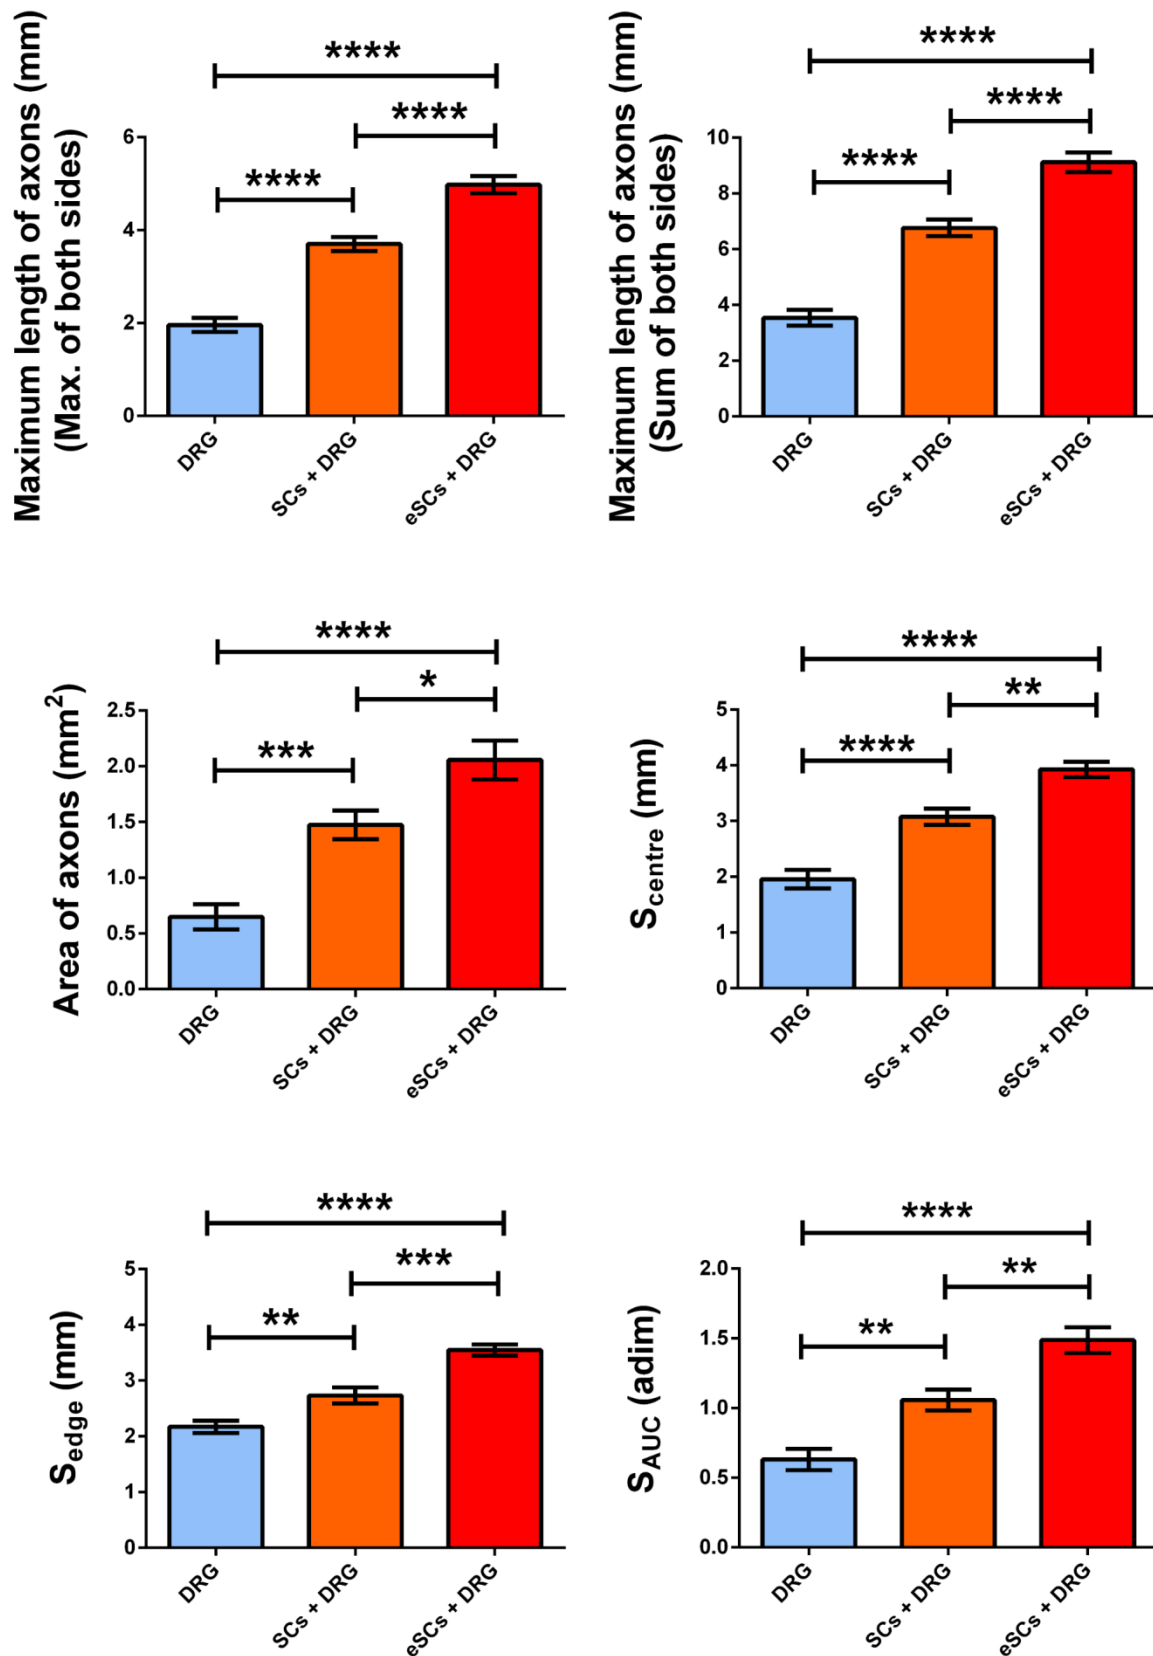 Maximum length of axons (mm)
(Max. of both sides)
****
****
****
6
4
2
0
DRG
SCs + DRG
eSCs + DRG
Maximum length of axons (mm)
(Sum of both sides)
****
****
****
10
8
6
4
2
0
DRG
SCs + DRG
eSCs + DRG
Area of axons (mm²)
****
*
***
2.5
2.0
1.5
1.0
0.5
0.0
DRG
SCs + DRG
eSCs + DRG
Scentre (mm)
****
**
****
5
4
3
2
1
0
DRG
SCs + DRG
eSCs + DRG
Sedge (mm)
****
***
**
5
4
3
2
1
0
DRG
SCs + DRG
eSCs + DRG
SAUC (adim)
****
**
**
2.0
1.5
1.0
0.5
0.0
DRG
SCs + DRG
eSCs + DRG